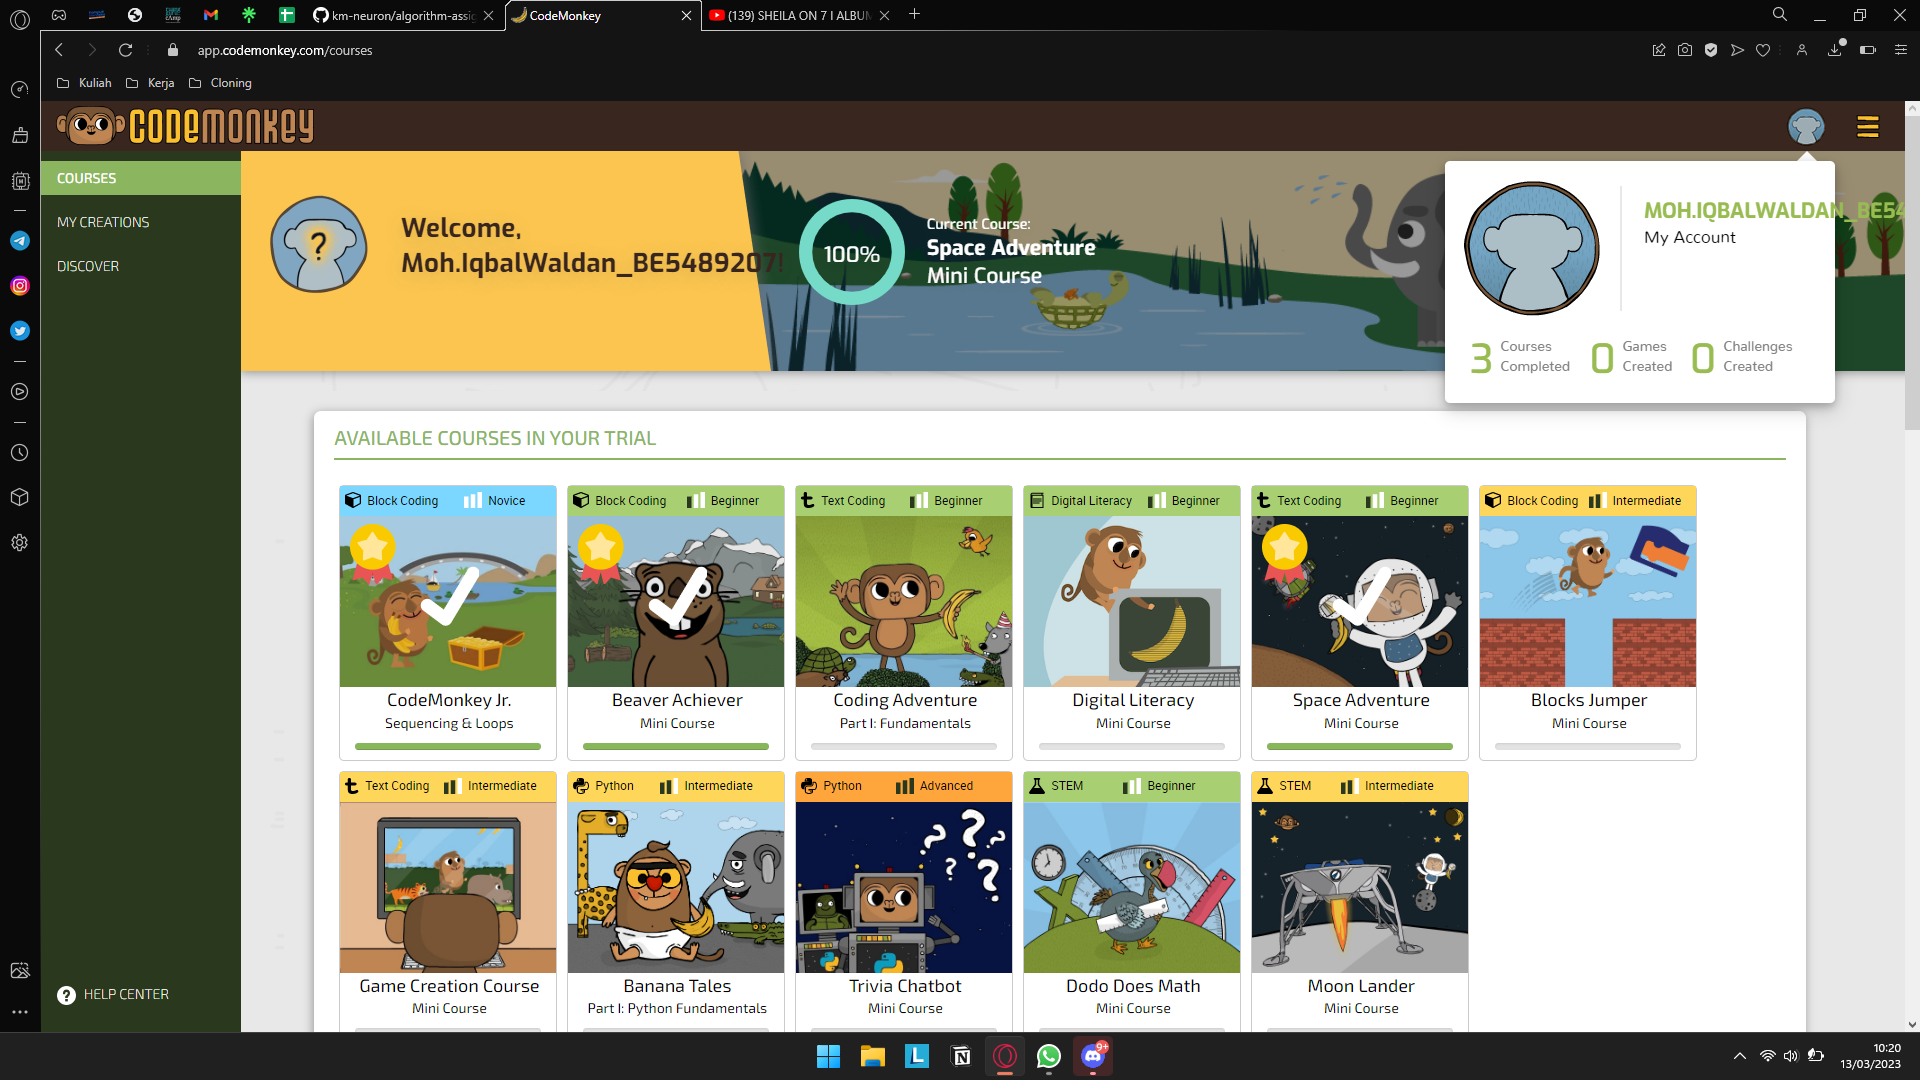 km-neuron/algorithm-assig
CodeMonkey
(139) SHEILA ON 7 I ALBUM
app.codemonkey.com/courses
Kuliah
Kerja
Cloning
CODEMONKEY
COURSES
MY CREATIONS
DISCOVER
HELP CENTER
?
Welcome,
Moh.IqbalWaldan_BE5489207!
100%
Current Course:
Space Adventure
Mini Course
MOH.IQBALWALDAN_BE54
My Account
3 Courses Completed
0 Games Created
0 Challenges Created
AVAILABLE COURSES IN YOUR TRIAL
Block Coding Novice
CodeMonkey Jr.
Sequencing & Loops
Block Coding Beginner
Beaver Achiever
Mini Course
Text Coding Beginner
Coding Adventure
Part I: Fundamentals
Digital Literacy Beginner
Digital Literacy
Mini Course
Text Coding Beginner
Space Adventure
Mini Course
Block Coding Intermediate
Blocks Jumper
Mini Course
Text Coding Intermediate
Game Creation Course
Mini Course
Python Intermediate
Banana Tales
Part I: Python Fundamentals
Python Advanced
? ? ? ? ?
Trivia Chatbot
Mini Course
STEM Beginner
Dodo Does Math
Mini Course
STEM Intermediate
Moon Lander
Mini Course
9+
10:20
13/03/2023